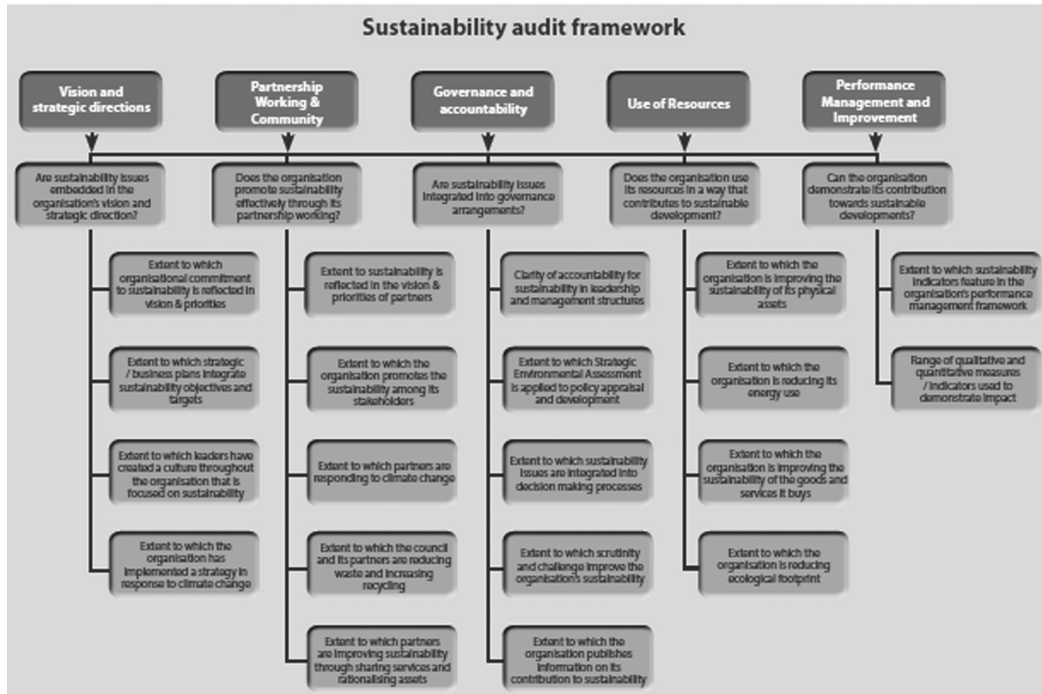 Sustainability audit framework
Vision and
strategic directions
Partnership
Working &
Community
Governance and
accountability
Use of Resources
Performance
Management and
Improvement
Are sustainability issues
embedded in the
organisation's vision and
strategic direction?
Does the organisation
promote sustainability
effectively through its
partnership working?
Are sustainability issues
integrated into governance
arrangements?
Does the organisation use
its resources in a way that
contributes to sustainable
development?
Can the organisation
demonstrate its contribution
towards sustainable
developments?
Extent to which
organisational commitment
to sustainability is reflected in
vision & priorities
Extent to which strategic
/ business plans integrate
sustainability objectives and
targets
Extent to which leaders have
created a culture throughout
the organisation that is
focused on sustainability
Extent to which the
organisation has
implemented a strategy in
response to climate change
Extent to sustainability is
reflected in the vision &
priorities of partners
Extent to which the
organisation promotes the
sustainability among its
stakeholders
Extent to which partners are
responding to climate change
Extent to which the council
and its partners are reducing
waste and increasing
recycling
Extent to which partners
are improving sustainability
through sharing services and
rationalising assets
Clarity of accountability for
sustainability in leadership
and management structures
Extent to which Strategic
Environmental Assessment
is applied to policy appraisal
and development
Extent to which sustainability
issues are integrated into
decision making processes
Extent to which scrutinity
and challenge improve the
organisation's sustainability
Extent to which the
organisation publishes
information on its
contribution to sustainability
Extent to which the
organisation is improving the
sustainability of its physical
assets
Extent to which the
organisation is reducing its
energy use
Extent to which the
organisation is improving the
sustainability of the goods and
services it buys
Extent to which the
organisation is reducing
ecological footprint
Extent to which sustainability
indicators feature in the
organisation's performance
management framework
Range of qualitative and
quantitative measures
/ indicators used to
demonstrate impact